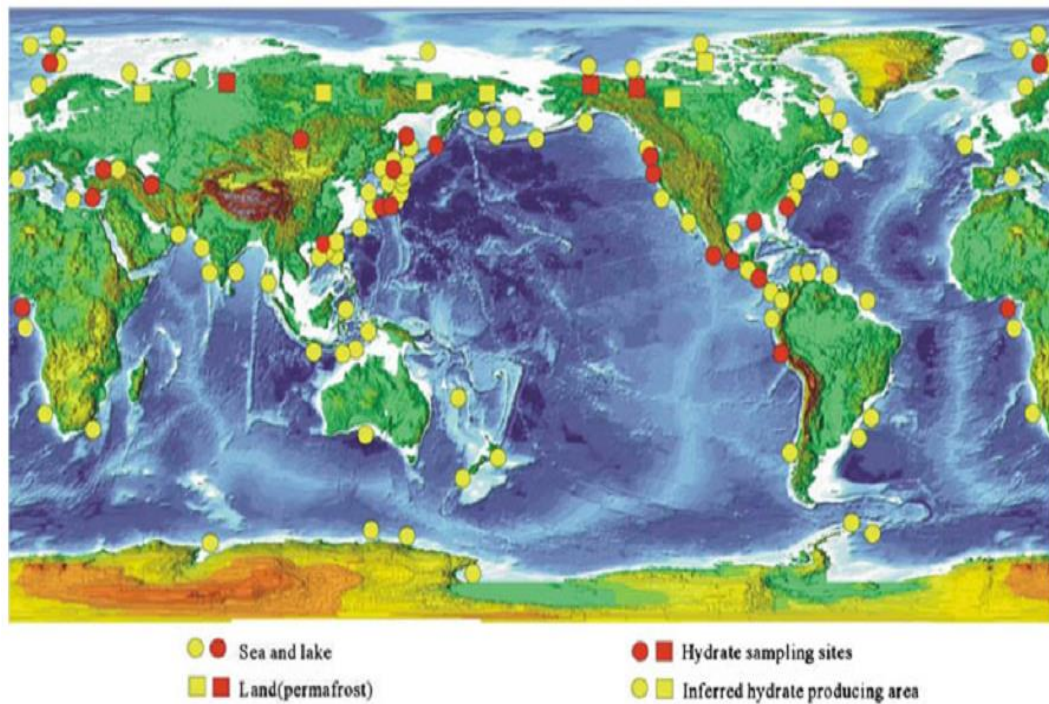 Sea and lake
Hydrate sampling sites
Land(permafrost)
Inferred hydrate producing area